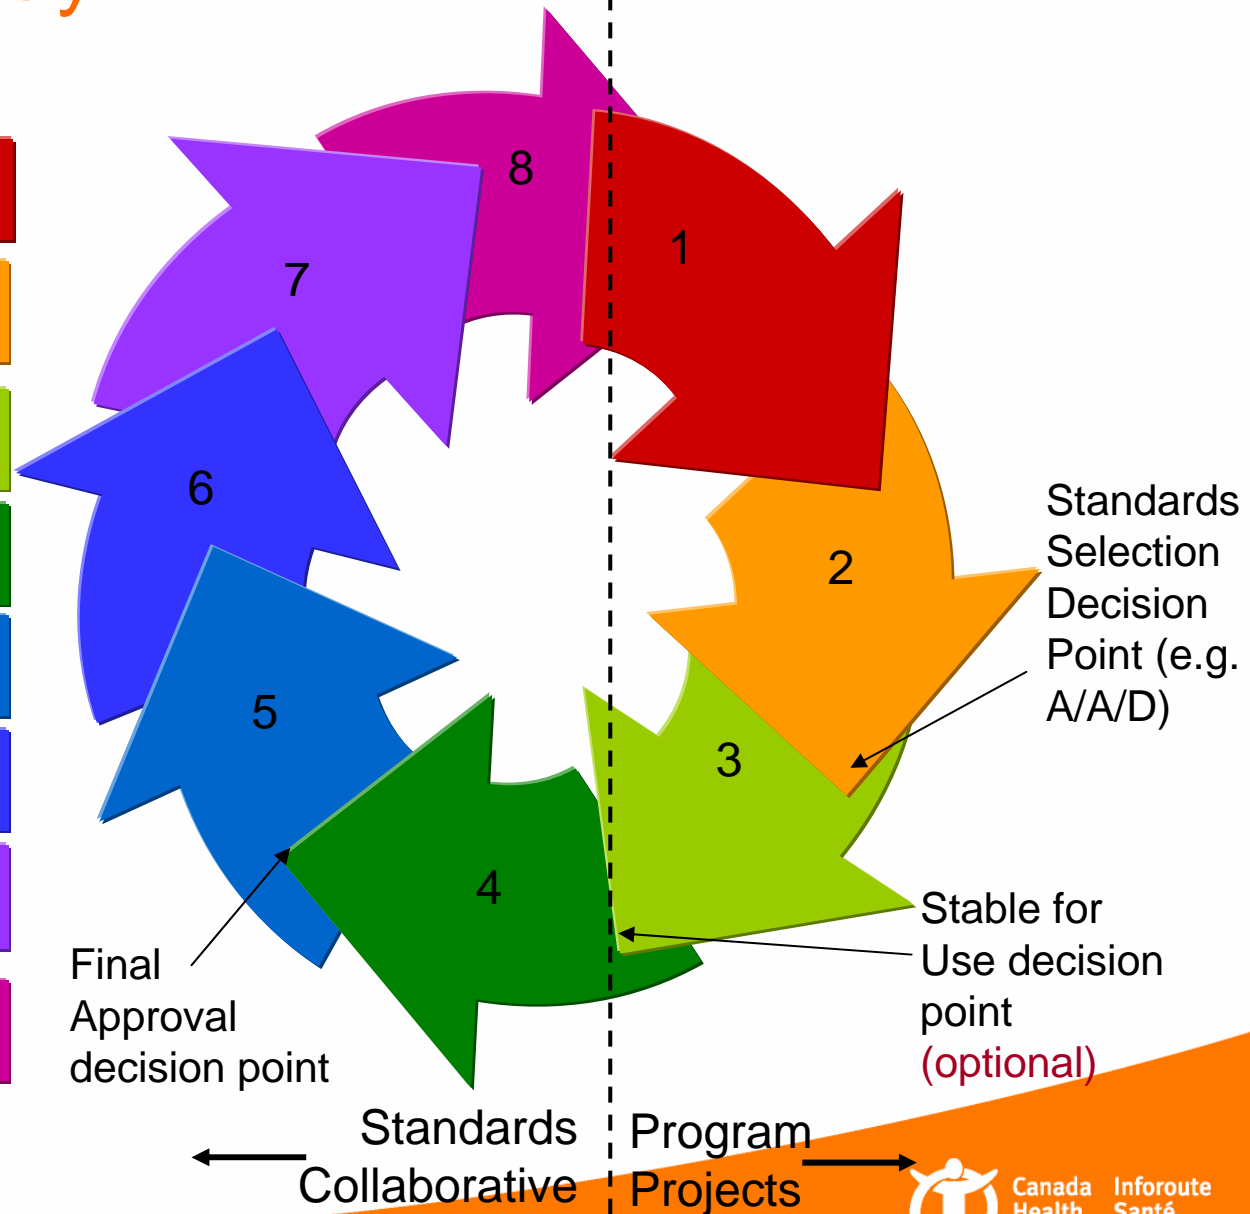 y
8
1
7
6
2
Standards
Selection
Decision
Point (e.g.
A/A/D)
5
3
4
Stable for
Use decision
point
(optional)
Final
Approval
decision point
Standards
Collaborative
Program
Projects
Canada Inforoute
Health Santé